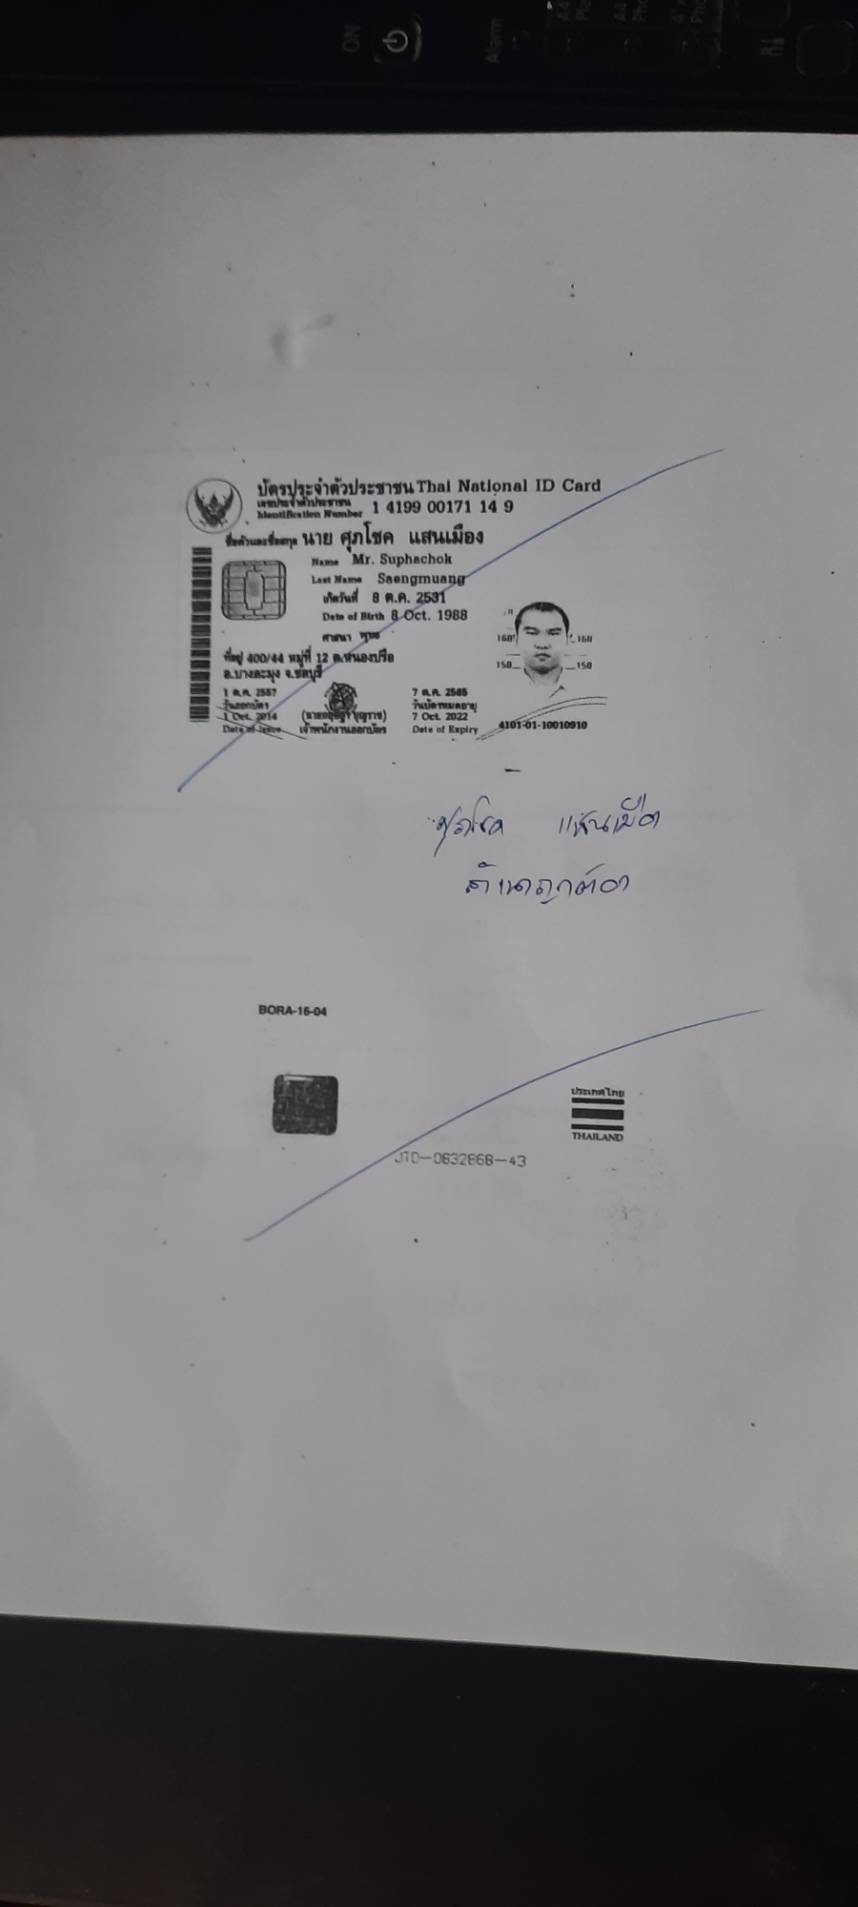 ON
Alarm
บัตรประจำตัวประชาชน Thai National ID Card
เลขประจำตัวประชาชน
Identification Number 1 4199 00171 14 9
ชื่อตัวและชื่อสกุล นาย ศุภโชค แสนเมือง
Name Mr. Suphachok
Last Name Saengmuang
เกิดวันที่ 8 ต.ค. 2531
Date of Birth 8 Oct. 1988
ศาสนา พุทธ
ที่อยู่ 400/44 หมู่ที่ 12 ต.หนองปรือ
อ.บางละมุง จ.ชลบุรี
160 160
150 150
1 ต.ค. 2557
วันออกบัตร
1 Oct. 2014
Date of Issue
เจ้าพนักงานออกบัตร
7 ต.ค. 2565
วันบัตรหมดอายุ
7 Oct. 2022
Date of Expiry
4101-01-10010910
ศุภโชค แสนเมือง
สำเนาถูกต้อง
BORA-16-04
ประเทศไทย
THAILAND
JT0-0832868-43